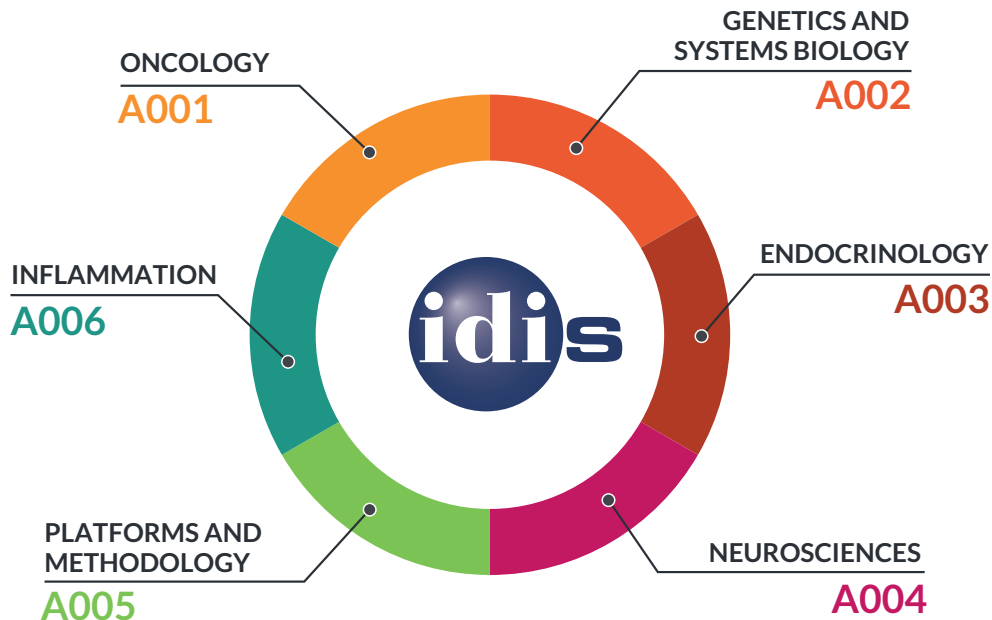 ONCOLOGY
A001
GENETICS AND
SYSTEMS BIOLOGY
A002
ENDOCRINOLOGY
A003
INFLAMMATION
A006
idis
PLATFORMS AND
METHODOLOGY
A005
NEUROSCIENCES
A004